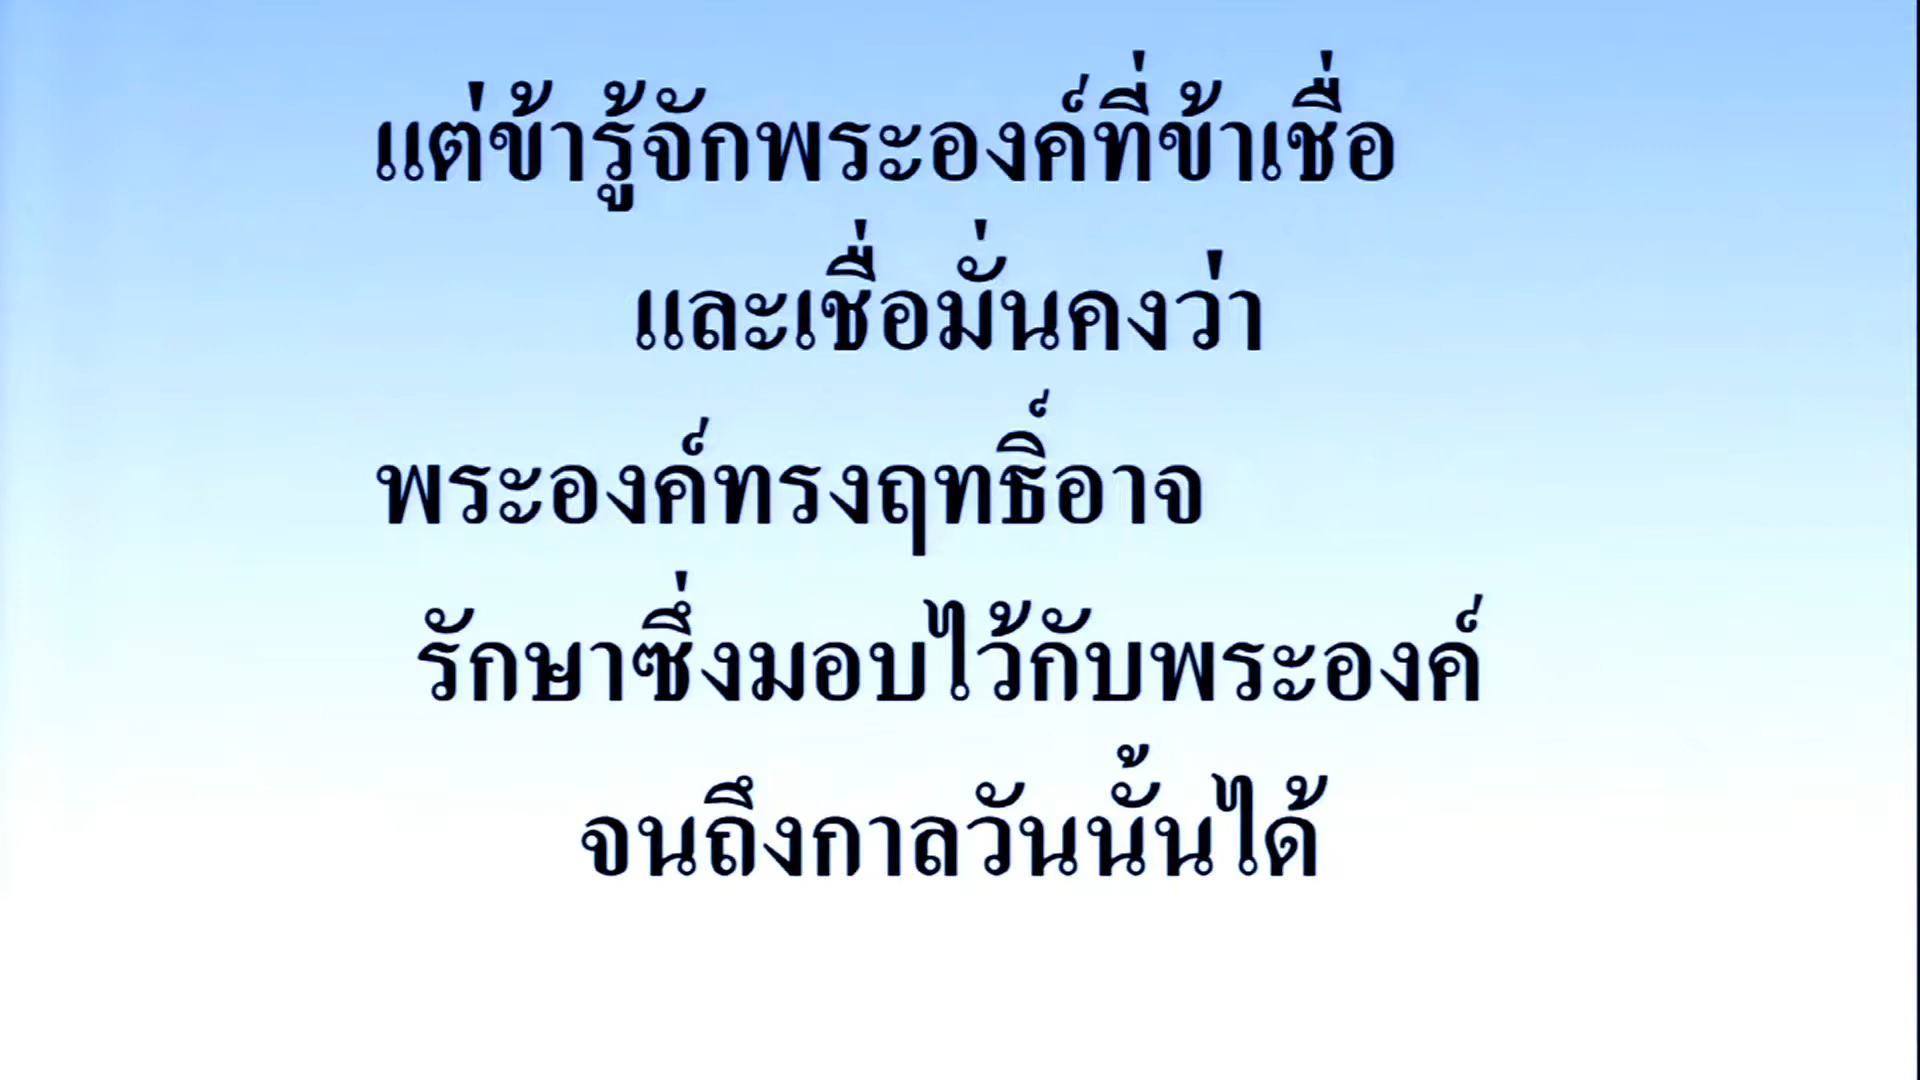 แต่ข้ารู้จักพระองค์ที่ข้าเชื่อ
และเชื่อมั่นคงว่า
พระองค์ทรงฤทธิ์อาจ
รักษาซึ่งมอบไว้กับพระองค์
จนถึงกาลวันนั้นได้